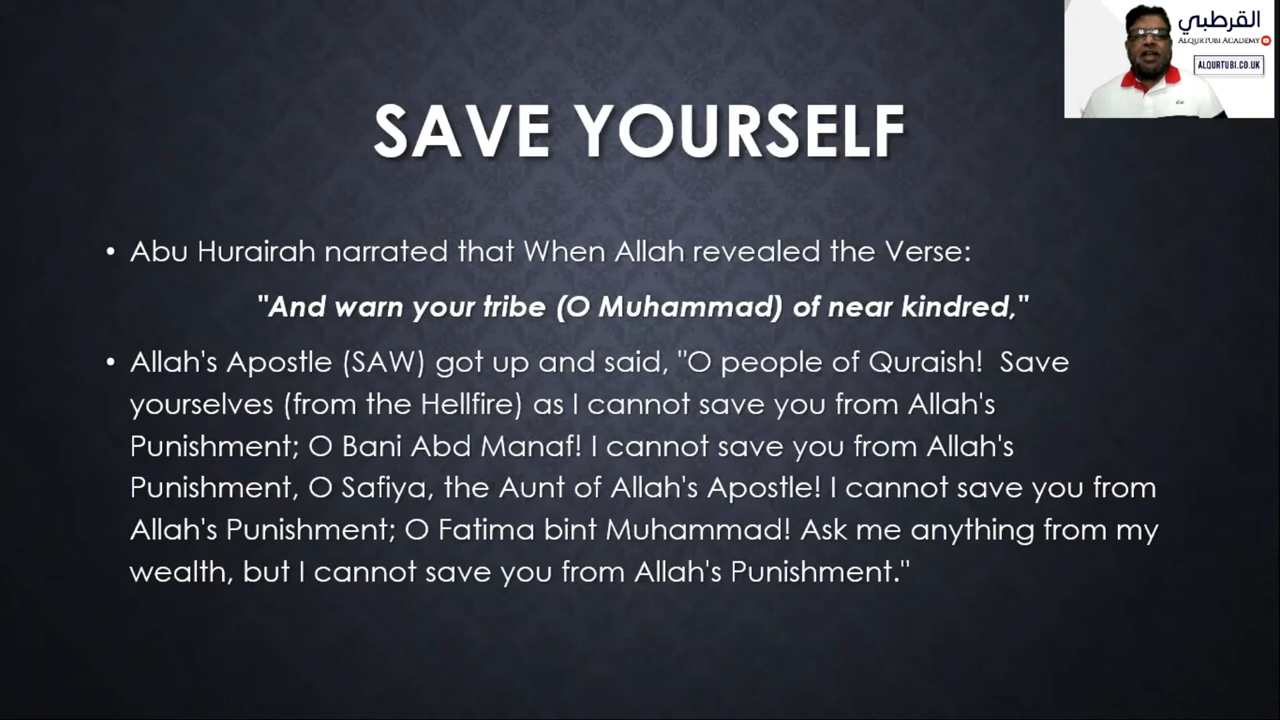 القرطبي
ALQURTUBI ACADEMY
ALQURTUBI.CO.UK
SAVE YOURSELF
• Abu Hurairah narrated that When Allah revealed the Verse:
"And warn your tribe (O Muhammad) of near kindred,"
• Allah's Apostle (SAW) got up and said, "O people of Quraish!  Save
yourselves (from the Hellfire) as I cannot save you from Allah's
Punishment; O Bani Abd Manaf! I cannot save you from Allah's
Punishment, O Safiya, the Aunt of Allah's Apostle! I cannot save you from
Allah's Punishment; O Fatima bint Muhammad! Ask me anything from my
wealth, but I cannot save you from Allah's Punishment."